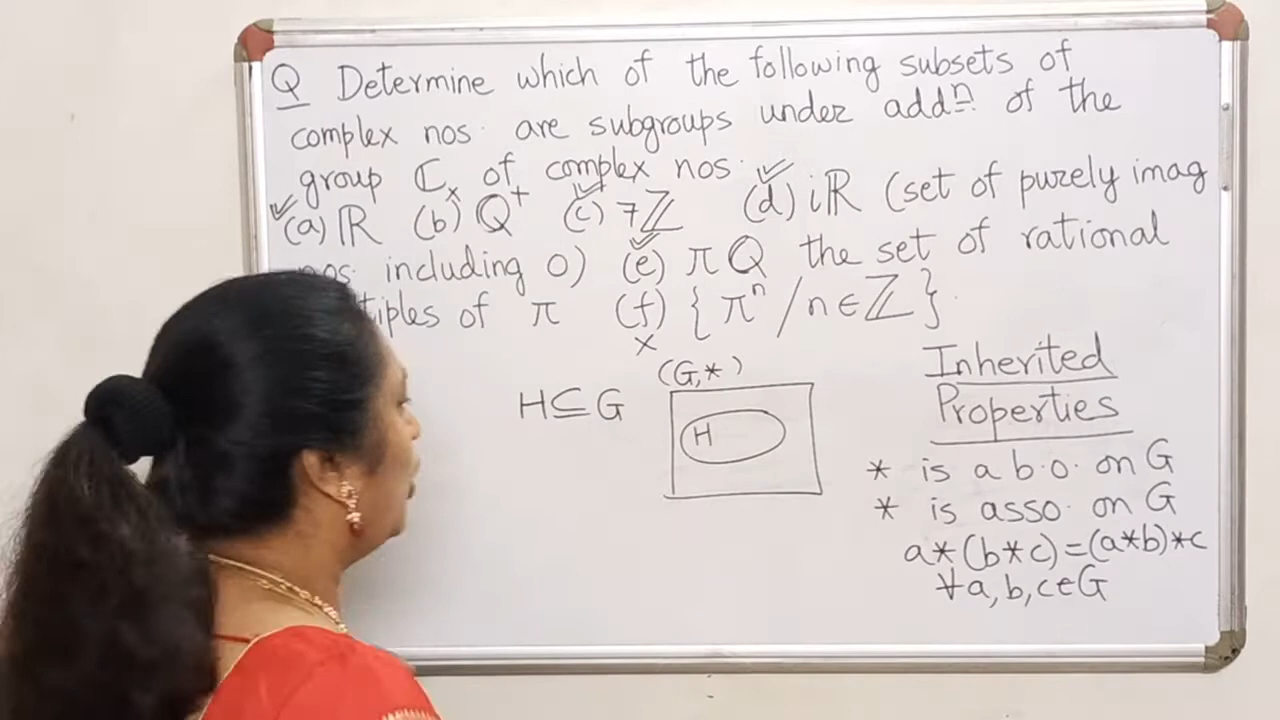 Q Determine which of the following subsets of
complex nos. are subgroups under addn of the
group ℂ of complex nos.
✓ × ✓ ✓
(a) ℝ (b) Q⁺ (c) 7ℤ (d) iℝ (set of purely imag
nos including 0) ✓(e) πQ the set of rational
tiples of π (f) {πⁿ / n∈ℤ}.
×
H⊆G
(G,*)
H
Inherited
Properties
* is a b.o. on G
* is asso. on G
a*(b*c)=(a*b)*c
∀a,b,c∈G